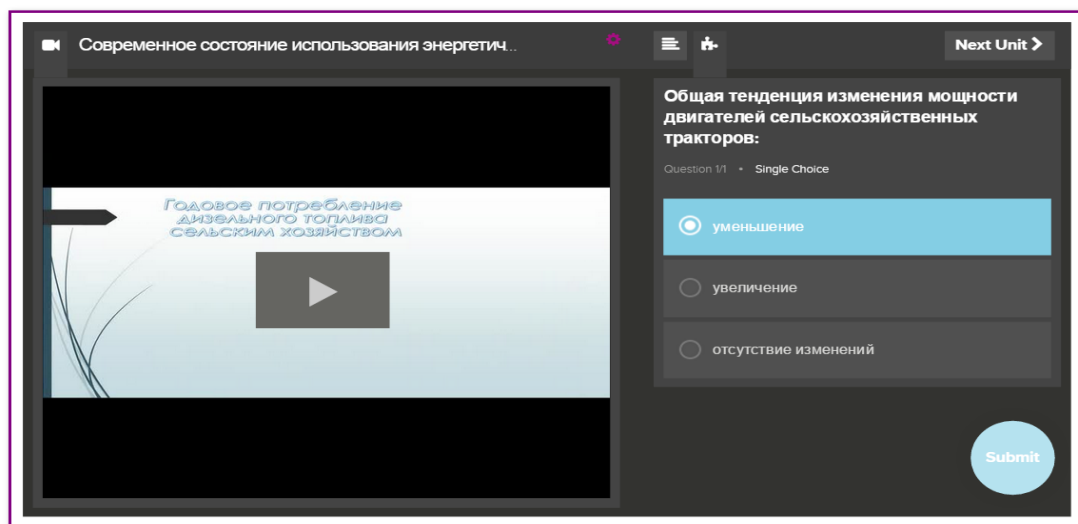 Современное состояние использования энергетич...
Next Unit
Годовое потребление
дизельного топлива
сельским хозяйством
Общая тенденция изменения мощности
двигателей сельскохозяйственных
тракторов:
Question 1/1 • Single Choice
уменьшение
увеличение
отсутствие изменений
Submit